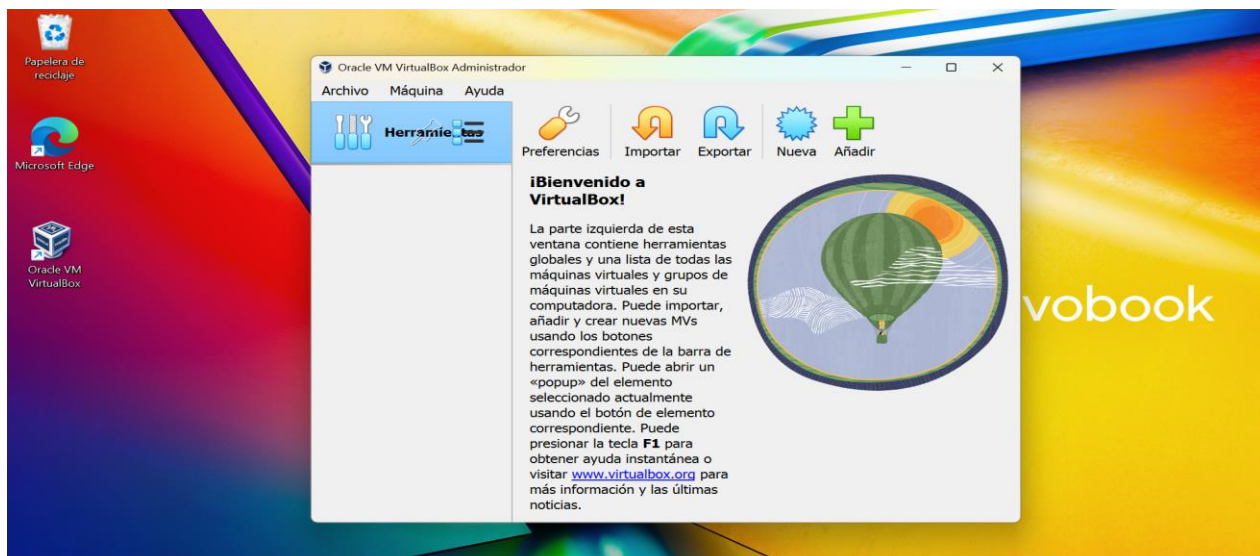 Papelera de
reciclaje
Microsoft Edge
Oracle VM
VirtualBox
Oracle VM VirtualBox Administrador
Archivo Máquina Ayuda
Herramientas
Preferencias Importar Exportar Nueva Añadir
¡Bienvenido a
VirtualBox!
La parte izquierda de esta
ventana contiene herramientas
globales y una lista de todas las
máquinas virtuales y grupos de
máquinas virtuales en su
computadora. Puede importar,
añadir y crear nuevas MVs
usando los botones
correspondientes de la barra de
herramientas. Puede abrir un
«popup» del elemento
seleccionado actualmente
usando el botón de elemento
correspondiente. Puede
presionar la tecla F1 para
obtener ayuda instantánea o
visitar www.virtualbox.org para
más información y las últimas
noticias.
vobook